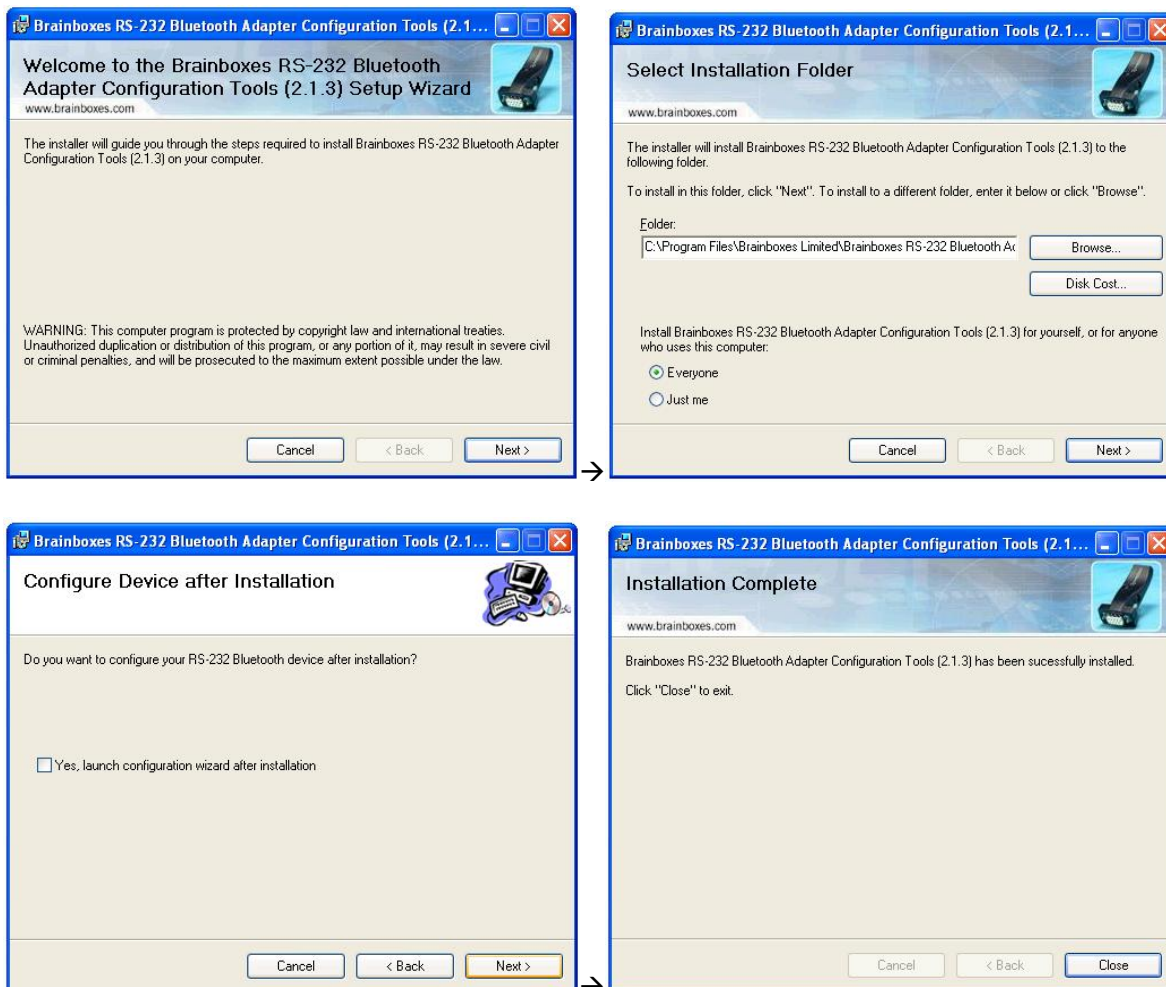 Brainboxes RS-232 Bluetooth Adapter Configuration Tools (2.1...
Welcome to the Brainboxes RS-232 Bluetooth
Adapter Configuration Tools (2.1.3) Setup Wizard
www.brainboxes.com
The installer will guide you through the steps required to install Brainboxes RS-232 Bluetooth Adapter
Configuration Tools (2.1.3) on your computer.
WARNING: This computer program is protected by copyright law and international treaties.
Unauthorized duplication or distribution of this program, or any portion of it, may result in severe civil
or criminal penalties, and will be prosecuted to the maximum extent possible under the law.
Cancel < Back Next >
→
Brainboxes RS-232 Bluetooth Adapter Configuration Tools (2.1...
Select Installation Folder
www.brainboxes.com
The installer will install Brainboxes RS-232 Bluetooth Adapter Configuration Tools (2.1.3) to the
following folder.
To install in this folder, click "Next". To install to a different folder, enter it below or click "Browse".
Folder:
C:\Program Files\Brainboxes Limited\Brainboxes RS-232 Bluetooth Ac Browse...
Disk Cost...
Install Brainboxes RS-232 Bluetooth Adapter Configuration Tools (2.1.3) for yourself, or for anyone
who uses this computer:
Everyone
Just me
Cancel < Back Next >
Brainboxes RS-232 Bluetooth Adapter Configuration Tools (2.1...
Configure Device after Installation
Do you want to configure your RS-232 Bluetooth device after installation?
Yes, launch configuration wizard after installation
Cancel < Back Next >
→
Brainboxes RS-232 Bluetooth Adapter Configuration Tools (2.1...
Installation Complete
www.brainboxes.com
Brainboxes RS-232 Bluetooth Adapter Configuration Tools (2.1.3) has been sucessfully installed.
Click "Close" to exit.
Cancel < Back Close